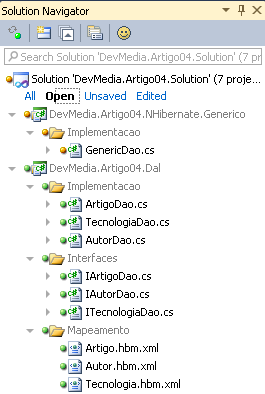 Solution Navigator
Search Solution 'DevMedia.Artigo04.Solution' (7 pr
Solution 'DevMedia.Artigo04.Solution' (7 proje...
All Open Unsaved Edited
DevMedia.Artigo04.NHibernate.Generico
Implementacao
GenericDao.cs
DevMedia.Artigo04.Dal
Implementacao
ArtigoDao.cs
TecnologiaDao.cs
AutorDao.cs
Interfaces
IArtigoDao.cs
IAutorDao.cs
ITecnologiaDao.cs
Mapeamento
Artigo.hbm.xml
Autor.hbm.xml
Tecnologia.hbm.xml